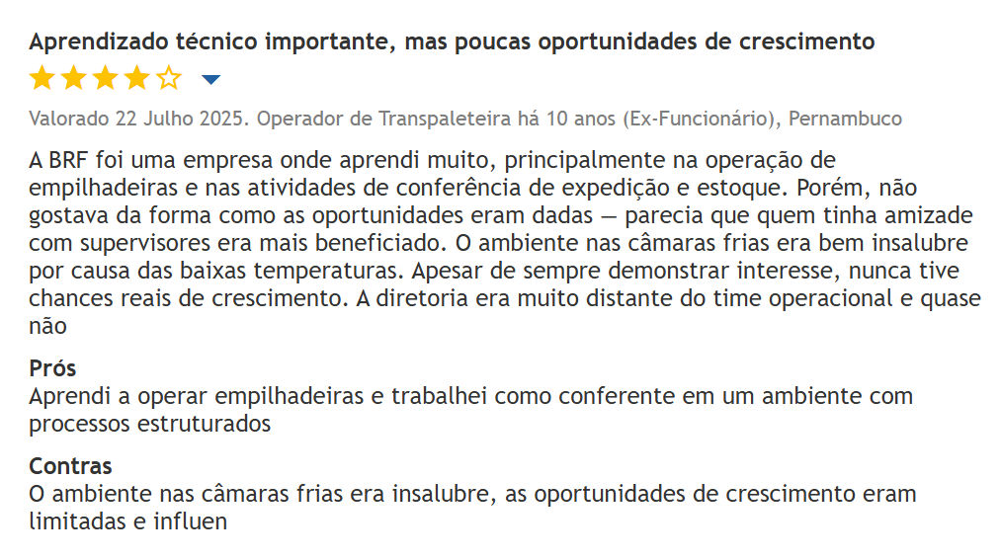 Aprendizado técnico importante, mas poucas oportunidades de crescimento
Valorado 22 Julho 2025. Operador de Transpaleteira há 10 anos (Ex-Funcionário), Pernambuco
A BRF foi uma empresa onde aprendi muito, principalmente na operação de
empilhadeiras e nas atividades de conferência de expedição e estoque. Porém, não
gostava da forma como as oportunidades eram dadas — parecia que quem tinha amizade
com supervisores era mais beneficiado. O ambiente nas câmaras frias era bem insalubre
por causa das baixas temperaturas. Apesar de sempre demonstrar interesse, nunca tive
chances reais de crescimento. A diretoria era muito distante do time operacional e quase
não
Prós
Aprendi a operar empilhadeiras e trabalhei como conferente em um ambiente com
processos estruturados
Contras
O ambiente nas câmaras frias era insalubre, as oportunidades de crescimento eram
limitadas e influen